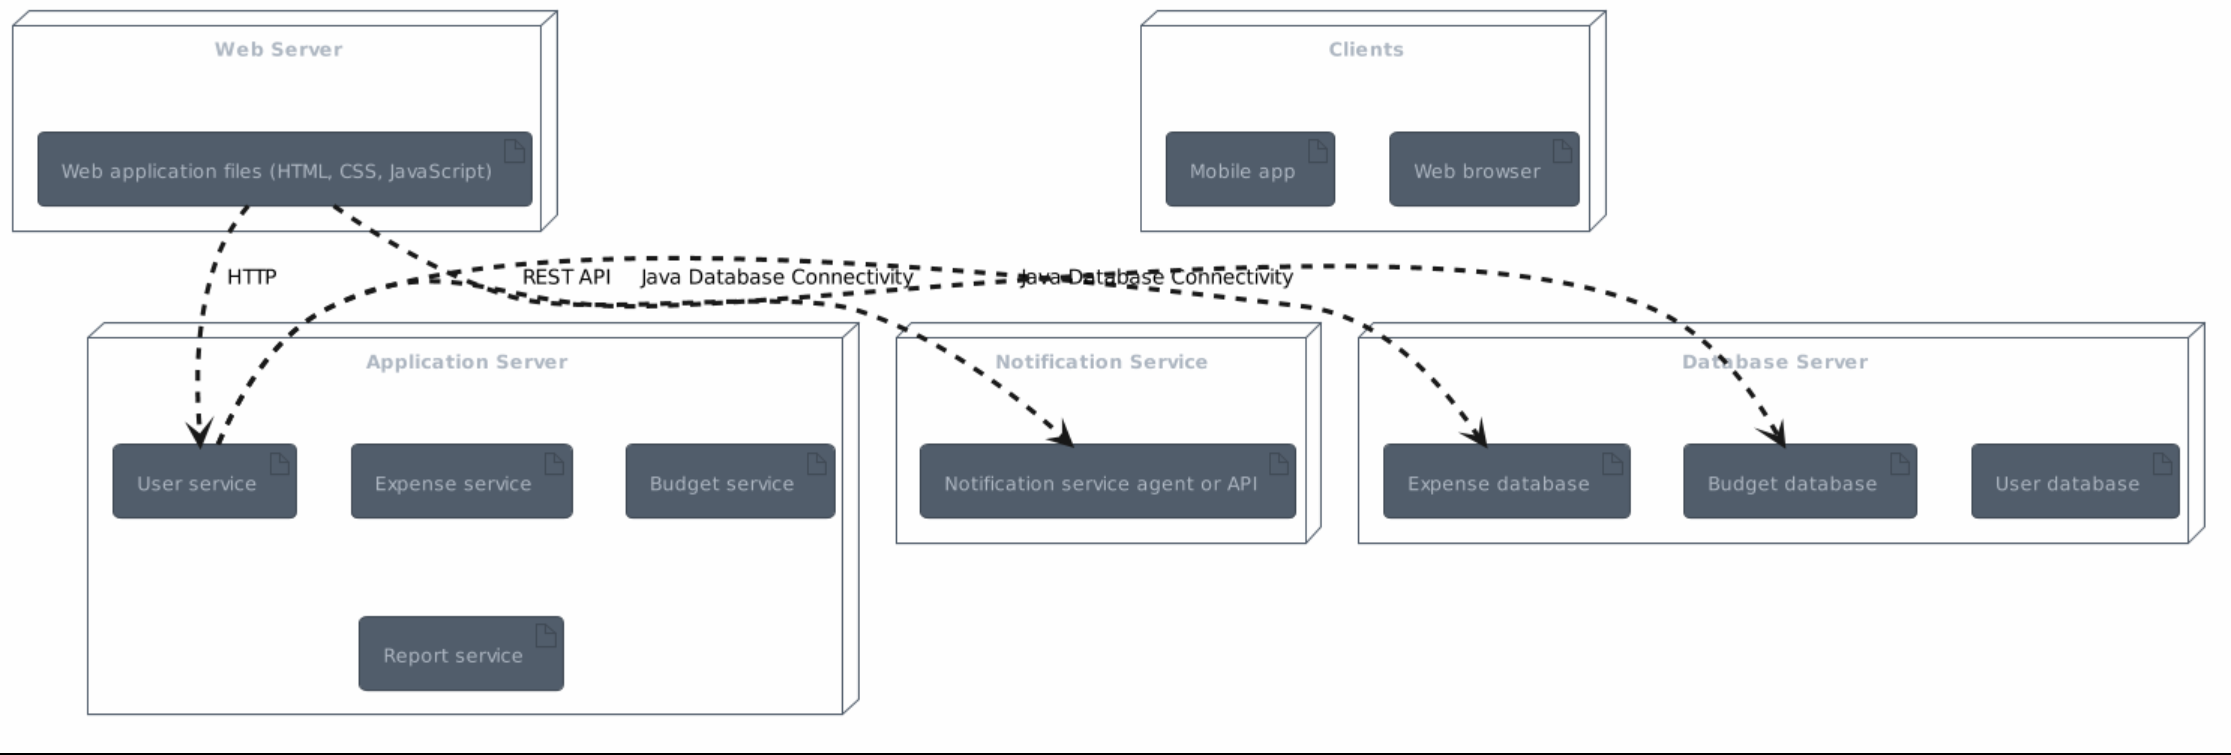 Web Server
Clients
Web application files (HTML, CSS, JavaScript)
Mobile app
Web browser
HTTP
REST API
Java Database Connectivity
Java Database Connectivity
Application Server
Notification Service
Database Server
User service
Expense service
Budget service
Notification service agent or API
Expense database
Budget database
User database
Report service